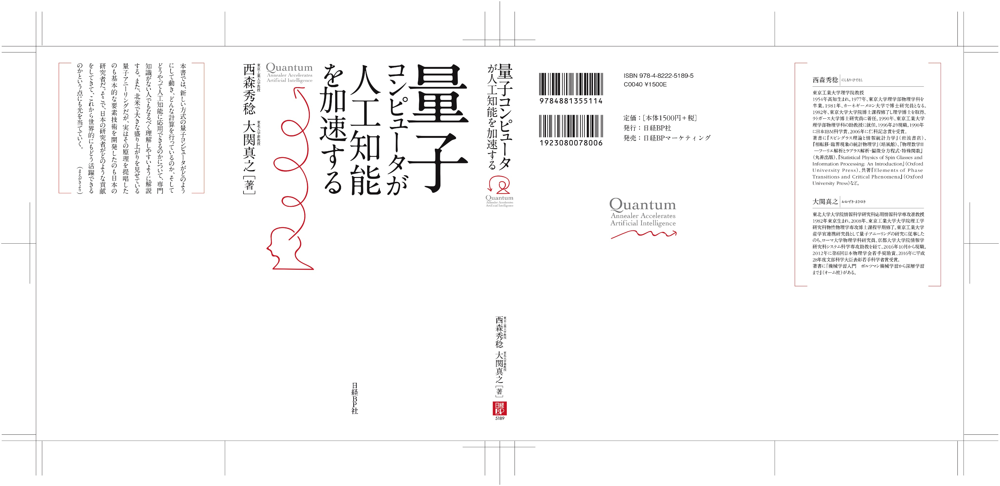 本書では、新しい方式の量子コンピュータがどのよう
にして動き、どんな計算を行っているのか、そして
どうやって人工知能に応用できるのかについて、専門
知識がない人でもなるべく理解しやすいように解説
する。また、北米で大きな盛り上がりを見せている
量子アニーリングだが、実はその原理を提唱した
のも基本的な要素技術を開発したのも日本の
研究者だ。そこで、日本の研究者がどのような貢献
をしてきて、これから世界的にもどう活躍できる
のかという点にも光を当てていく。
(まえがきより)
量子
コンピュータが
人工知能
を加速する
Quantum
Annealer Accelerates
Artificial Intelligence
東京工業大学教授
西森秀稔
東北大学准教授
大関真之[著]
日経BP社
量子コンピュータ
が人工知能を加速する
Quantum
Annealer Accelerates
Artificial Intelligence
東京工業大学教授
西森秀稔
東北大学准教授
大関真之[著]
日経
BP
5189
9784881355114
1923080078006
ISBN 978-4-8222-5189-5
C0040 ¥1500E
定価:[本体1500円+税]
発行:日経BP社
発売:日経BPマーケティング
Quantum
Annealer Accelerates
Artificial Intelligence
西森秀稔 にしもり・ひでとし
東京工業大学理学院教授
1954年高知生まれ。1977年、東京大学理学部物理学科を
卒業。1981年、カーネギーメロン大学で博士研究員となる。
1982年、東京大学大学院博士課程修了し理学博士を取得、
ラトガース大学博士研究員に着任。1990年、東京工業大学
理学部物理学科の助教授に就任。1996年より現職。1990年
に日本IBM科学賞、2006年に仁科記念賞を受賞。
著書に『スピングラス理論と情報統計力学』(岩波書店)、
『相転移・臨界現象の統計物理学』(培風館)、『物理数学II
―フーリエ解析とラプラス解析・偏微分方程式・特殊関数』
(丸善出版)、『Statistical Physics of Spin Glasses and
Information Processing: An Introduction』(Oxford
University Press)、共著『Elements of Phase
Transitions and Critical Phenomena』(Oxford
University Press)など。
大関真之 おおぜき・まさゆき
東北大学大学院情報科学研究科応用情報科学専攻准教授
1982年東京生まれ。2008年、東京工業大学大学院理工学
研究科物性物理学専攻博士課程早期修了。東京工業大学
産学官連携研究員として量子アニーリングの研究に従事した
のち、ローマ大学物理学科研究員、京都大学大学院情報学
研究科システム科学専攻助教を経て、2016年10月から現職。
2012年に第6回日本物理学会若手奨励賞、2016年に平成
28年度文部科学大臣表彰若手科学者賞受賞。
著書に『機械学習入門 ボルツマン機械学習から深層学習
まで』(オーム社)がある。